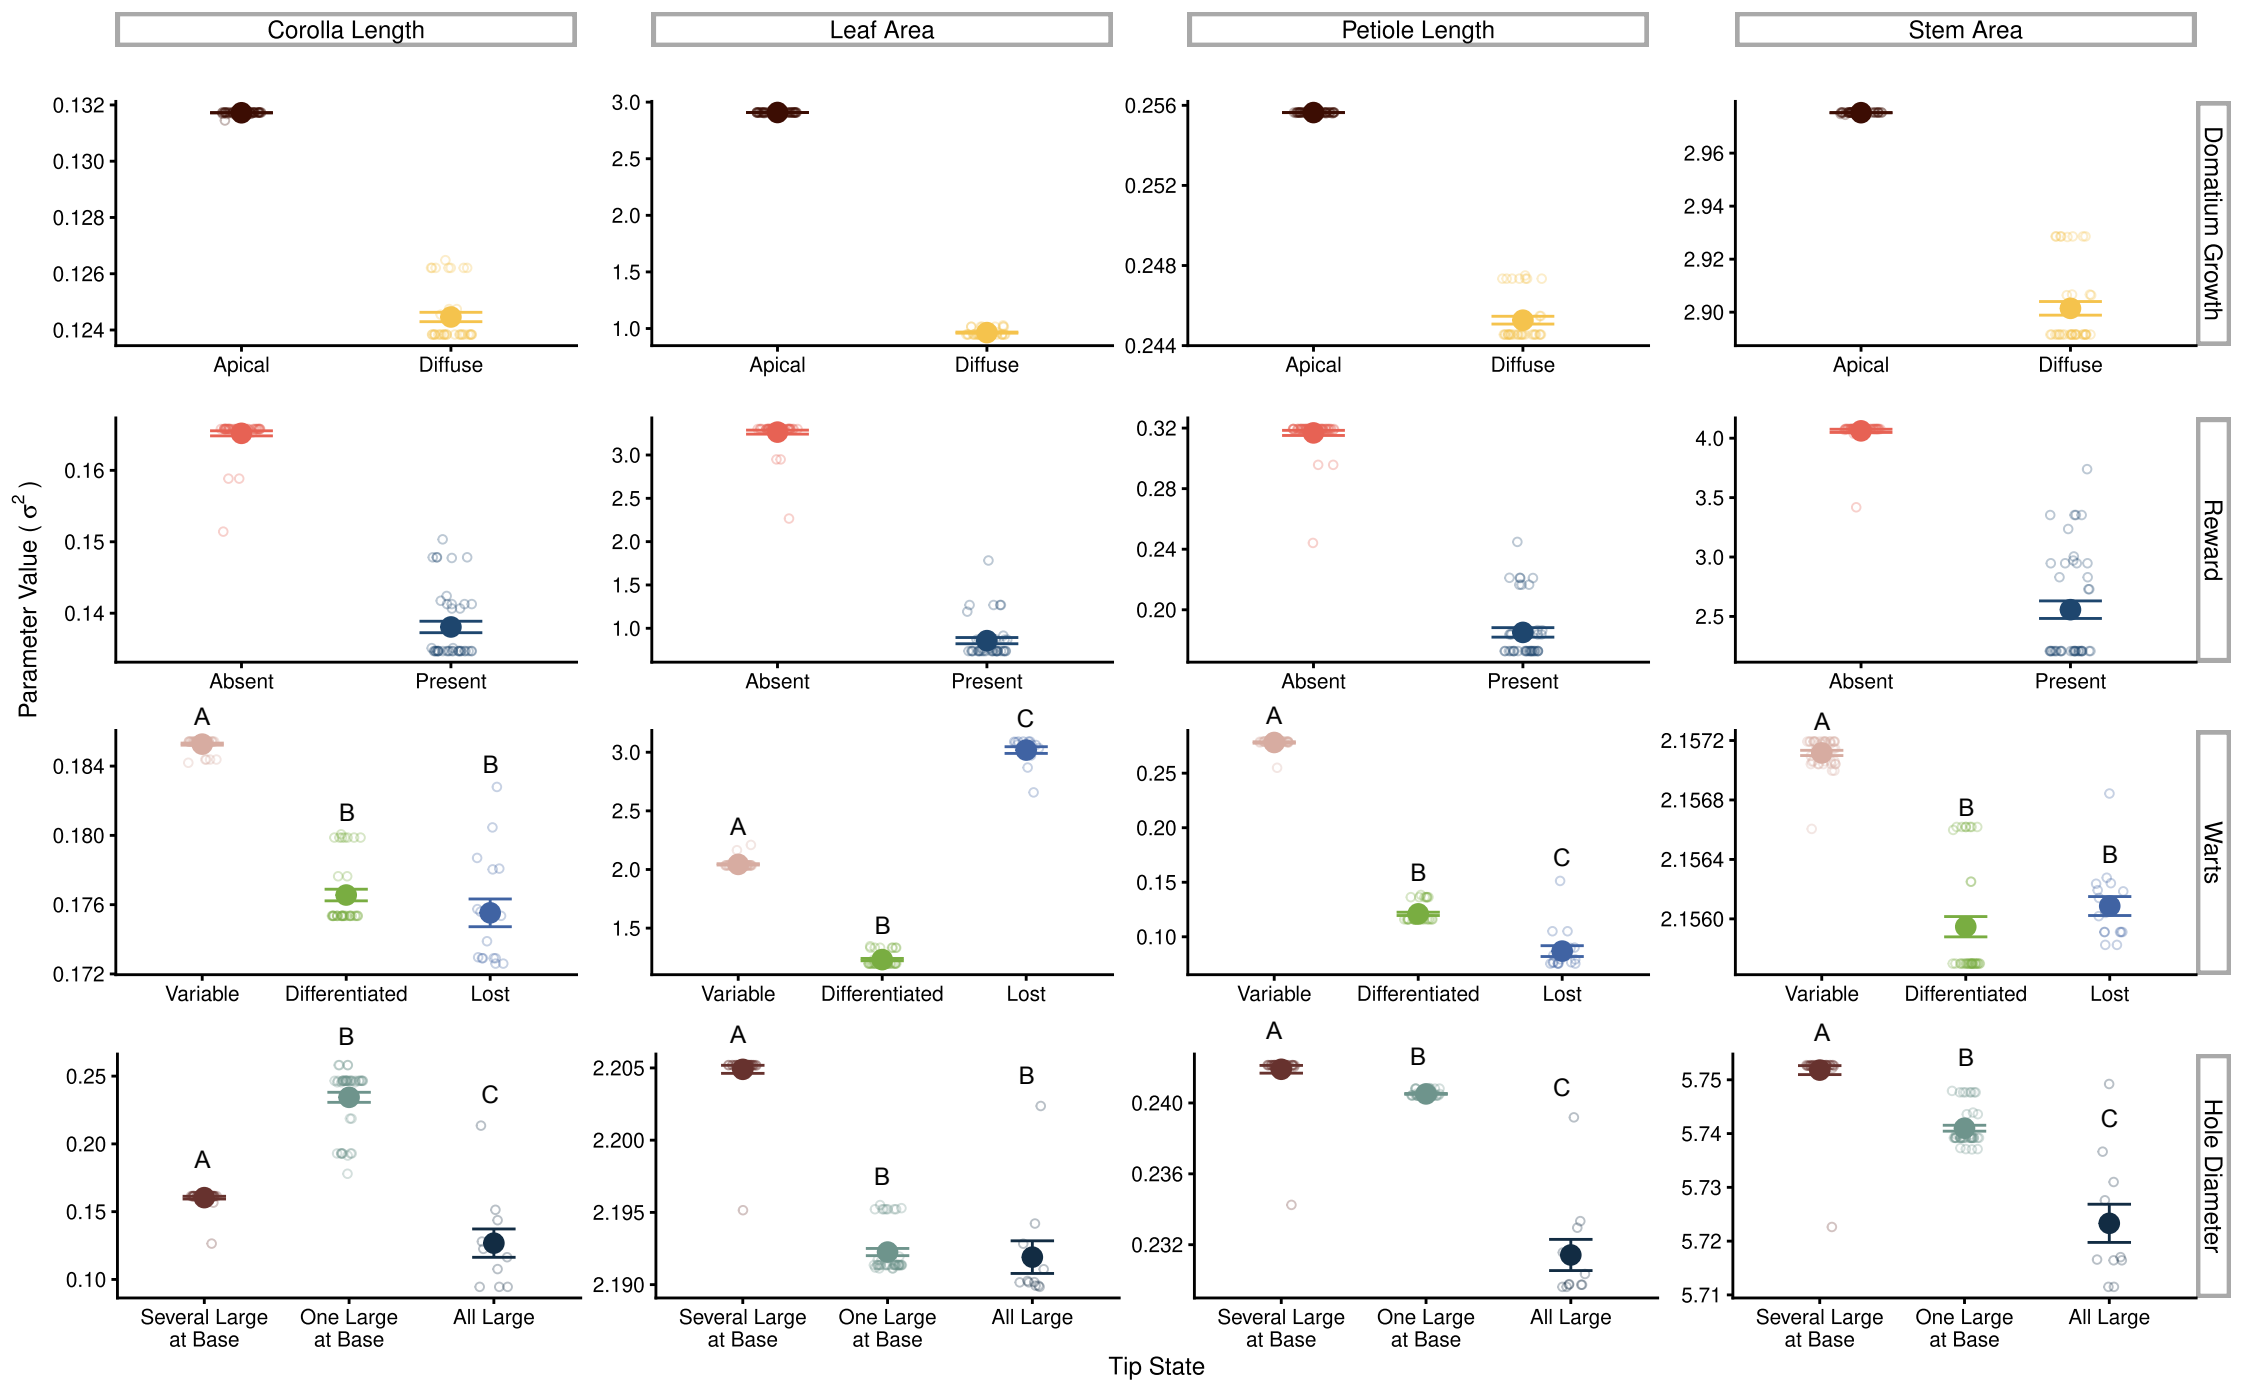 Corolla Length Leaf Area Petiole Length Stem Area
Parameter Value ( σ² )
0.132
0.130
0.128
0.126
0.124
Apical Diffuse
3.0
2.5
2.0
1.5
1.0
Apical Diffuse
0.256
0.252
0.248
0.244
Apical Diffuse
2.96
2.94
2.92
2.90
Apical Diffuse
Domatium Growth
0.16
0.15
0.14
Absent Present
3.0
2.5
2.0
1.5
1.0
Absent Present
0.32
0.28
0.24
0.20
Absent Present
4.0
3.5
3.0
2.5
Absent Present
Reward
A B B
0.184
0.180
0.176
0.172
Variable Differentiated Lost
A B C
3.0
2.5
2.0
1.5
Variable Differentiated Lost
A B C
0.25
0.20
0.15
0.10
Variable Differentiated Lost
A B B
2.1572
2.1568
2.1564
2.1560
Variable Differentiated Lost
Warts
A B C
0.25
0.20
0.15
0.10
Several Large One Large All Large
at Base at Base
A B B
2.205
2.200
2.195
2.190
Several Large One Large All Large
at Base at Base
A B C
0.240
0.236
0.232
Several Large One Large All Large
at Base at Base
A B C
5.75
5.74
5.73
5.72
5.71
Several Large One Large All Large
at Base at Base
Hole Diameter
Tip State